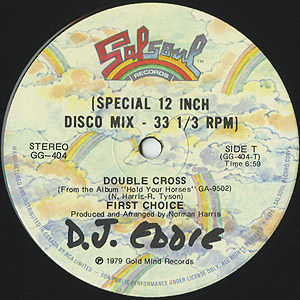 Salsoul
RECORDS
TM
(SPECIAL 12 INCH
DISCO MIX - 33 1/3 RPM)
STEREO
GG-404
SIDE T
(GG-404-T)
Time 6:59
DOUBLE CROSS
(From the Album "Hold Your Horses" GA-9502)
(N. Harris-R. Tyson)
FIRST CHOICE
Produced and Arranged by Norman Harris
D.J. EDDIE
© 1979 Gold Mind Records